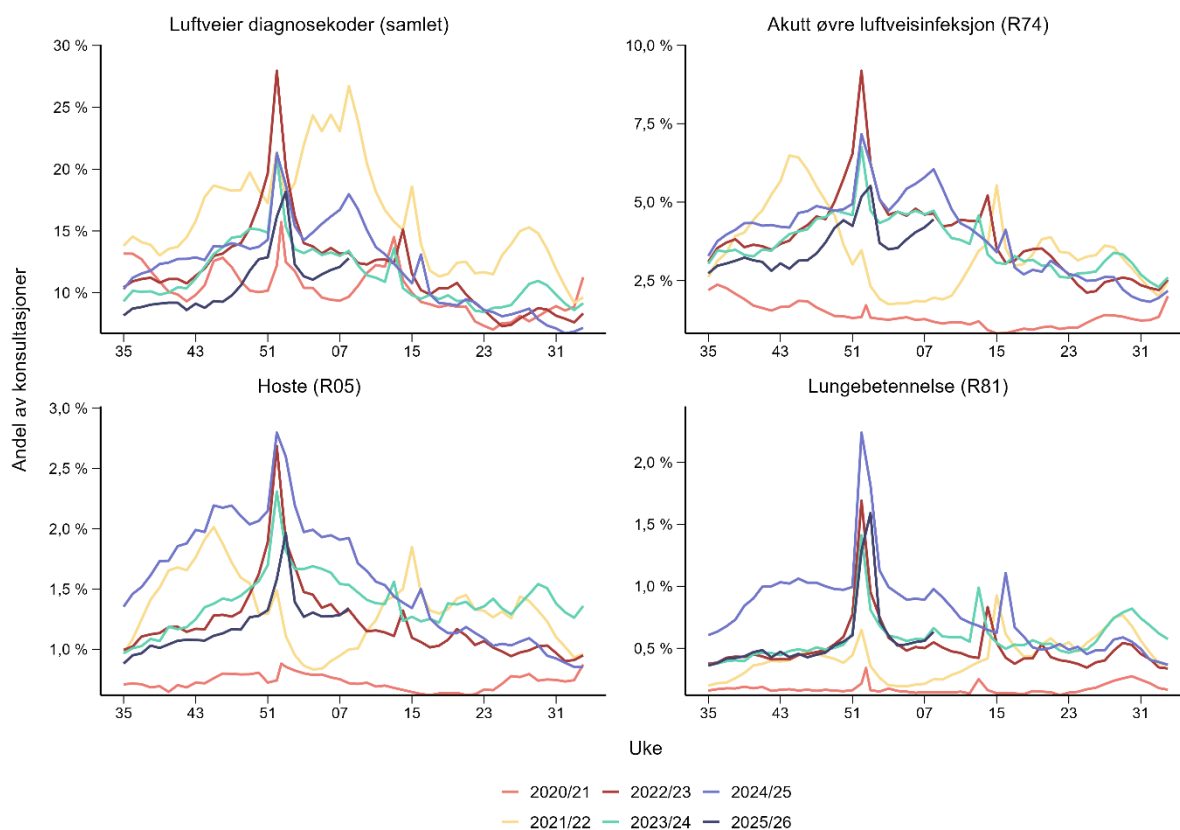 Luftveier diagnosekoder (samlet)
30 %
25 %
20 %
15 %
10 %
35 43 51 07 15 23 31
Akutt øvre luftveisinfeksjon (R74)
10,0 %
7,5 %
5,0 %
2,5 %
35 43 51 07 15 23 31
Hoste (R05)
3,0 %
2,5 %
2,0 %
1,5 %
1,0 %
35 43 51 07 15 23 31
Lungebetennelse (R81)
2,0 %
1,5 %
1,0 %
0,5 %
35 43 51 07 15 23 31
Andel av konsultasjoner
Uke
2020/21 2022/23 2024/25
2021/22 2023/24 2025/26